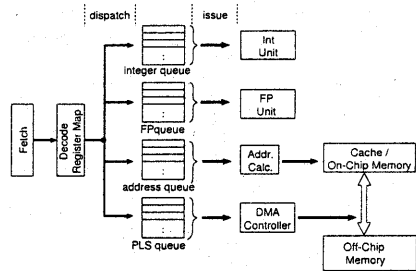 dispatch
issue
Int
Unit
integer queue
FP
Unit
FPqueue
Fetch
Decode
Register Map
Addr.
Calc.
Cache /
On-Chip Memory
address queue
DMA
Controller
PLS queue
Off-Chip
Memory